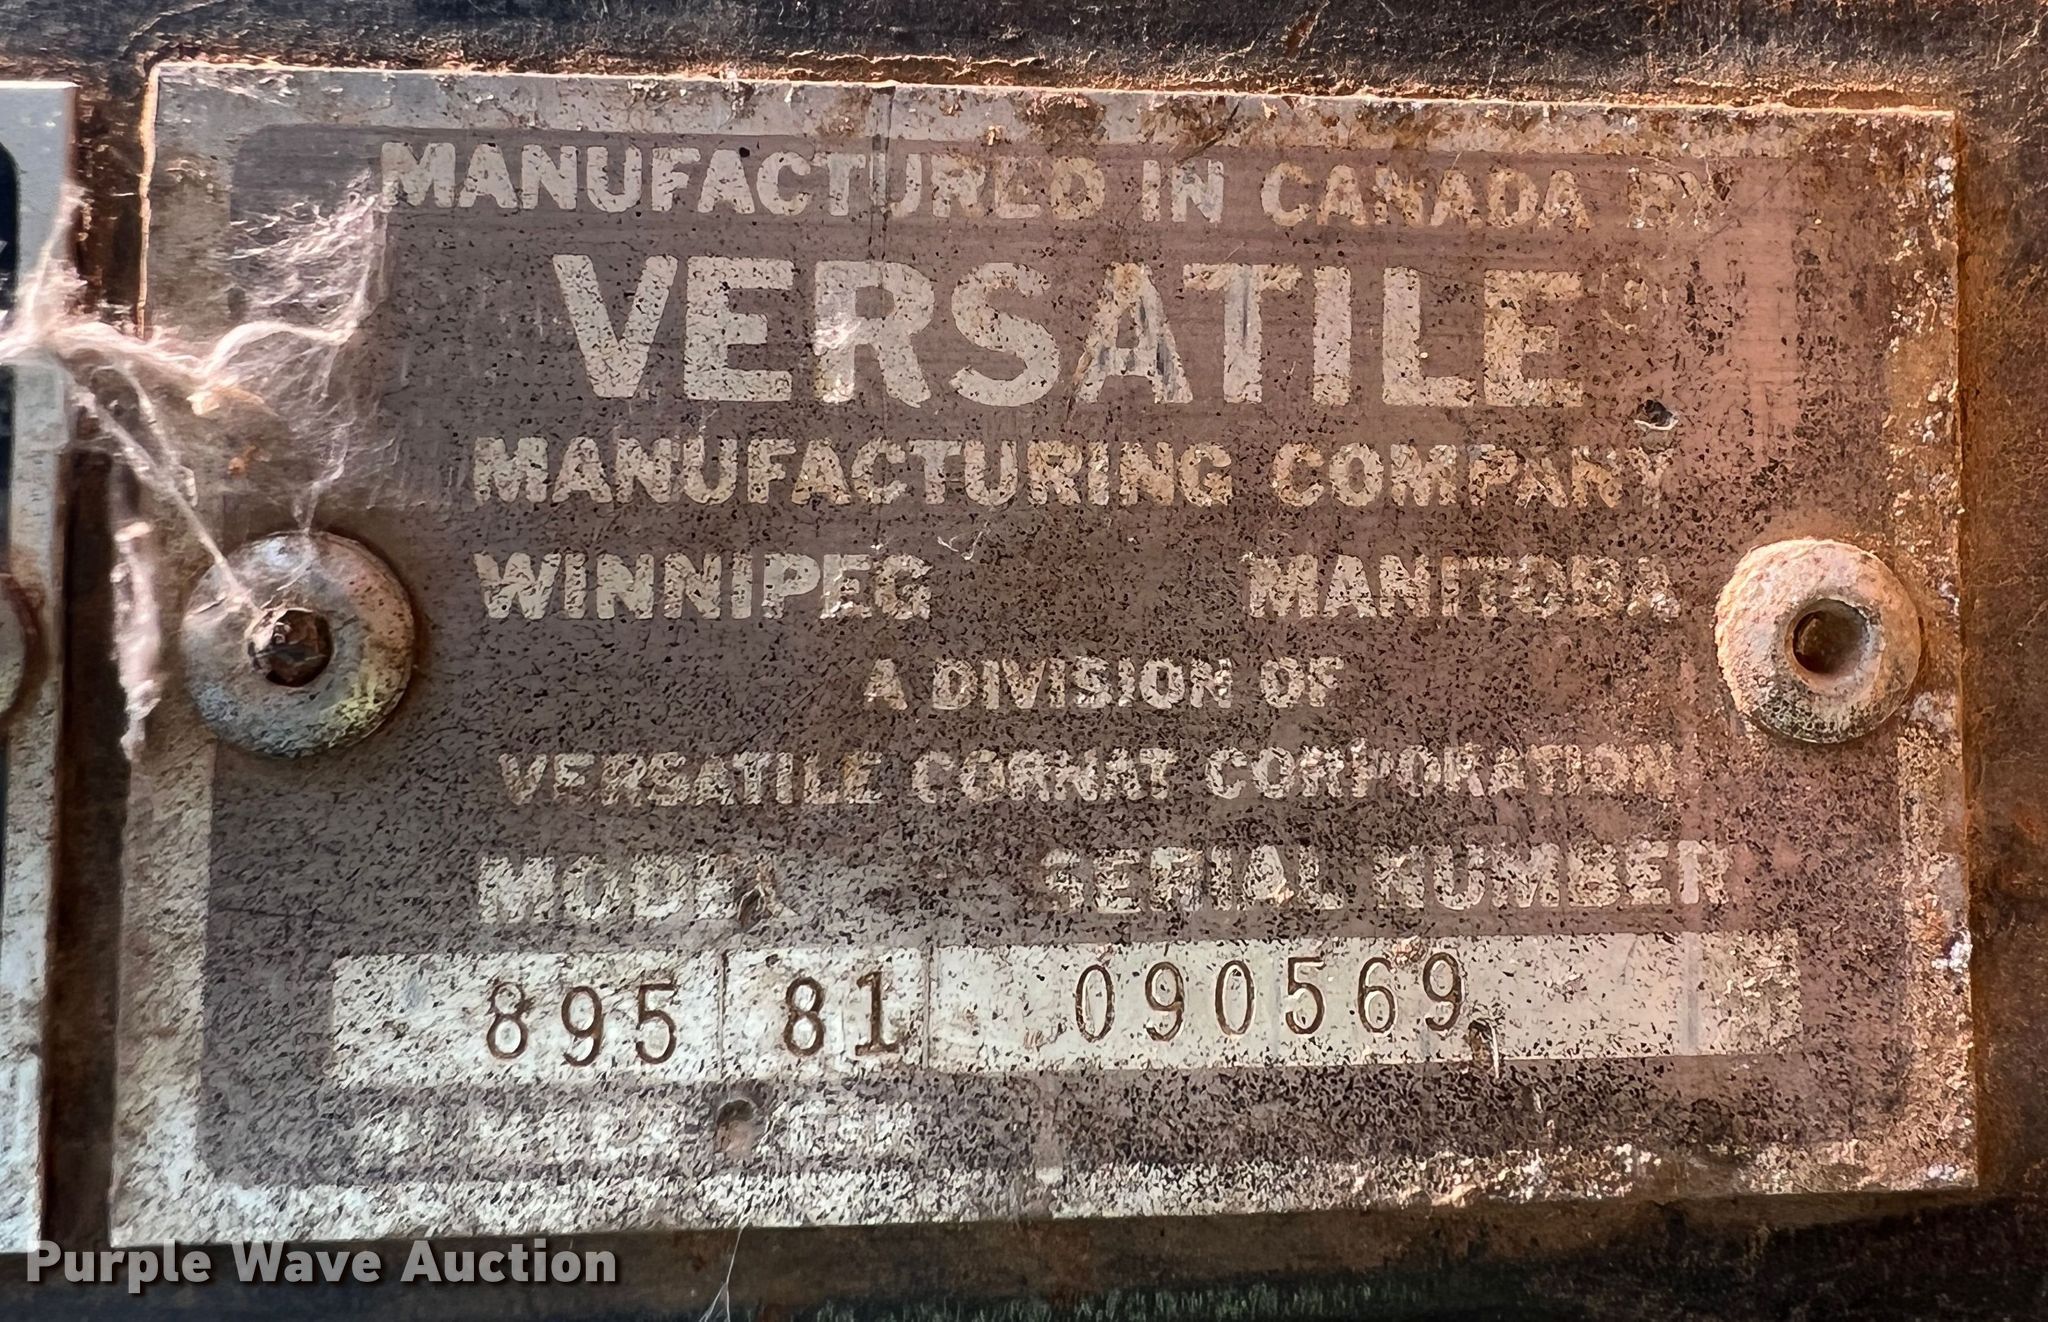 MANUFACTURED IN CANADA BY
VERSATILE®
MANUFACTURING COMPANY
WINNIPEG MANITOBA
A DIVISION OF
VERSATILE CORNAT CORPORATION
MODEL SERIAL NUMBER
895 81 090569
Purple Wave Auction